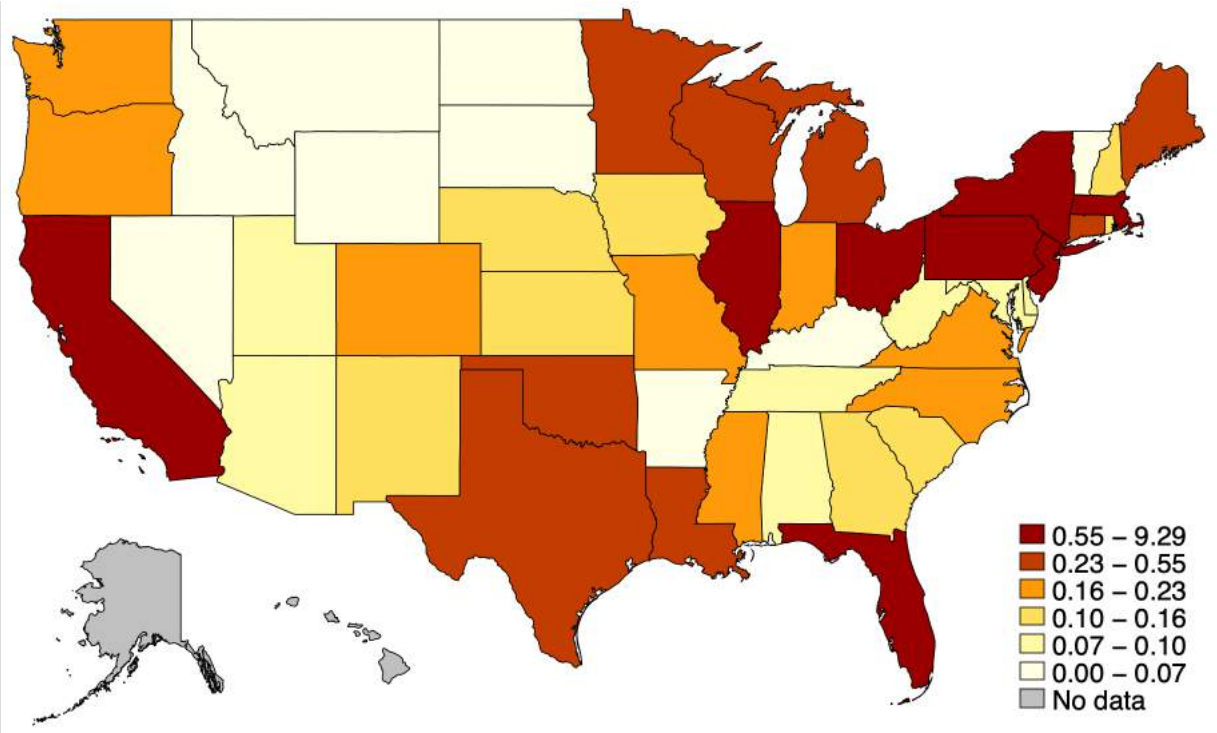 0.55 – 9.29
0.23 – 0.55
0.16 – 0.23
0.10 – 0.16
0.07 – 0.10
0.00 – 0.07
No data